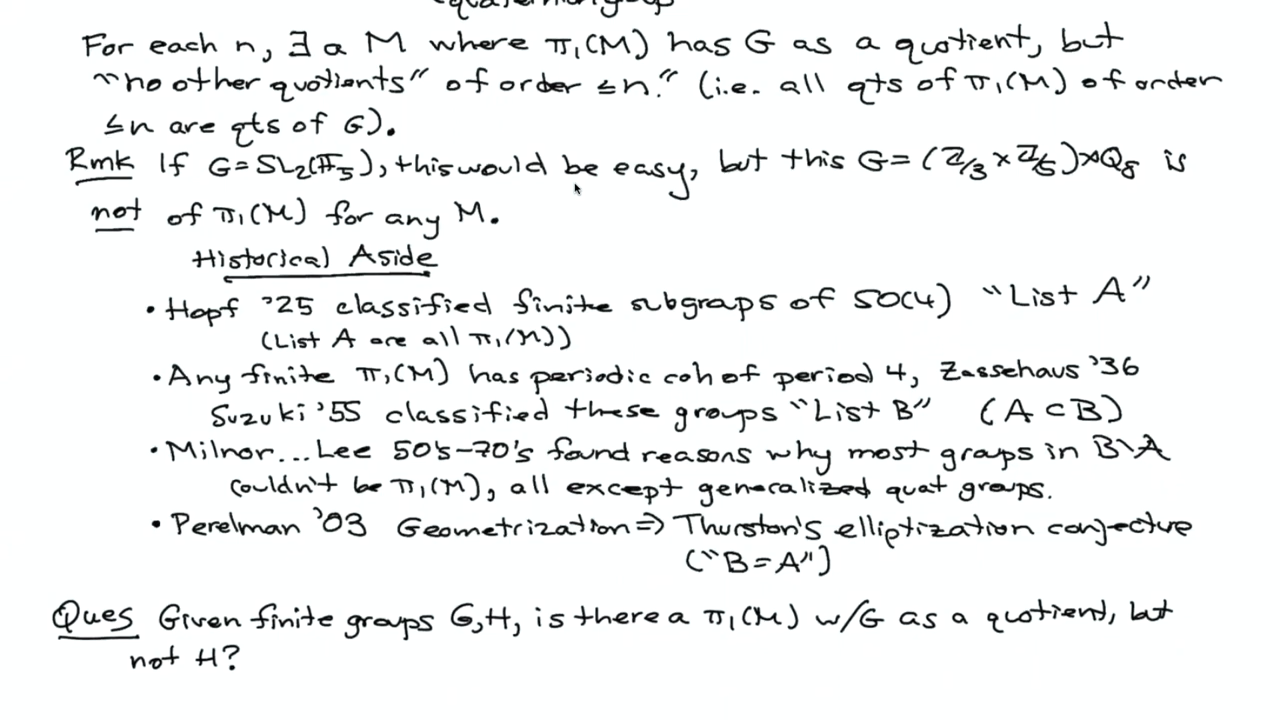 quaternion group
For each n, ∃ a M where π₁(M) has G as a quotient, but
"no other quotients" of order ≤n." (i.e. all qts of π₁(M) of order
≤n are qts of G).
Rmk If G=SL₂(𝔽₅), this would be easy, but this G= (ℤ/3 × ℤ/5)⋊Q₈ is
not of π₁(M) for any M.
Historical Aside
• Hopf '25 classified finite subgraps of SO(4) "List A"
(List A are all π₁(M))
• Any finite π₁(M) has periodic coh of period 4, Zassehaus '36
Suzuki '55 classified these groups "List B" (A⊂B)
• Milnor...Lee 50's-70's found reasons why most groups in B\A
couldn't be π₁(M), all except generalized quat groups.
• Perelman '03 Geometrization ⇒ Thurston's elliptization conjective
("B=A")
Ques Given finite groups G,H, is there a π₁(M) w/G as a quotient, but
not H?